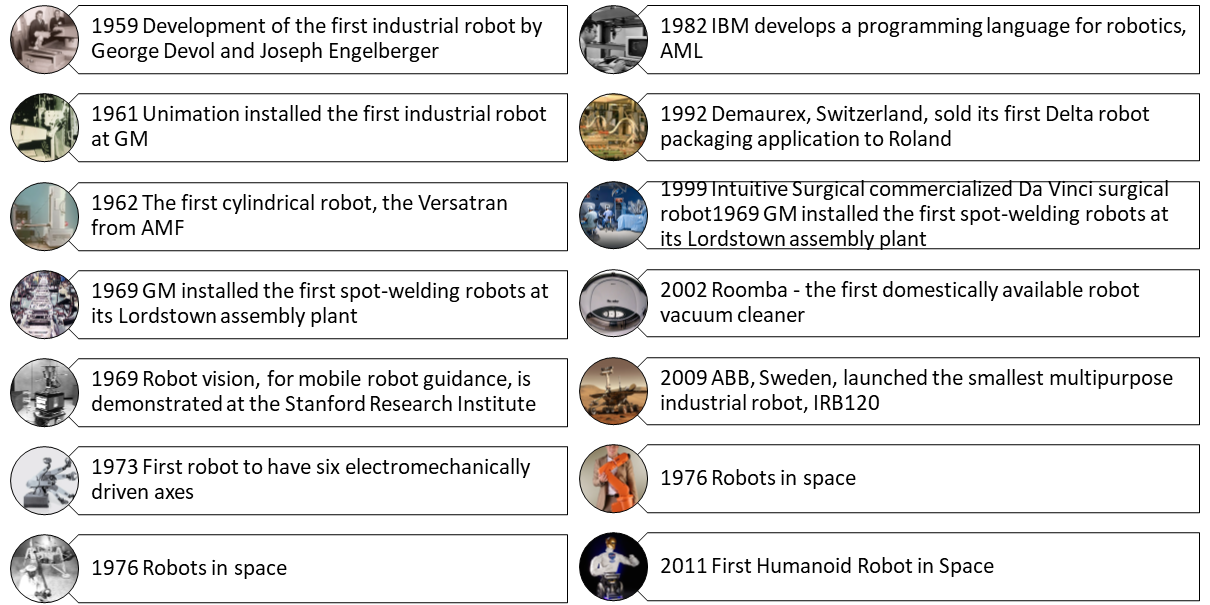 1959 Development of the first industrial robot by
George Devol and Joseph Engelberger
1961 Unimation installed the first industrial robot
at GM
1962 The first cylindrical robot, the Versatran
from AMF
1969 GM installed the first spot-welding robots at
its Lordstown assembly plant
1969 Robot vision, for mobile robot guidance, is
demonstrated at the Stanford Research Institute
1973 First robot to have six electromechanically
driven axes
1976 Robots in space
1982 IBM develops a programming language for robotics,
AML
1992 Demaurex, Switzerland, sold its first Delta robot
packaging application to Roland
1999 Intuitive Surgical commercialized Da Vinci surgical
robot1969 GM installed the first spot-welding robots at
its Lordstown assembly plant
2002 Roomba - the first domestically available robot
vacuum cleaner
2009 ABB, Sweden, launched the smallest multipurpose
industrial robot, IRB120
1976 Robots in space
2011 First Humanoid Robot in Space